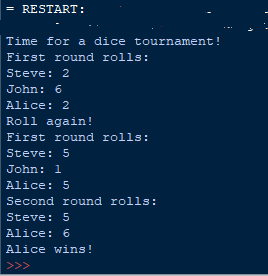 = RESTART:
Time for a dice tournament!
First round rolls:
Steve: 2
John: 6
Alice: 2
Roll again!
First round rolls:
Steve: 5
John: 1
Alice: 5
Second round rolls:
Steve: 5
Alice: 6
Alice wins!
>>>